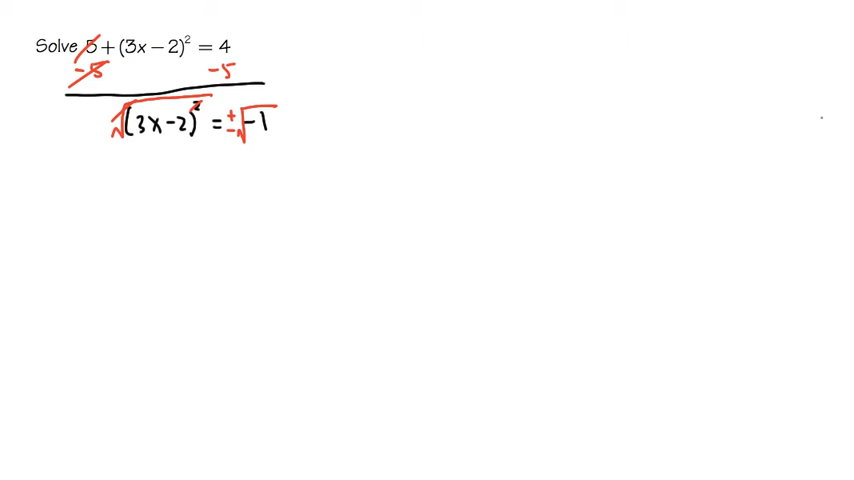 Solve 5 + (3x − 2)² = 4
−5 −5
√(3x − 2)² = ±√−1